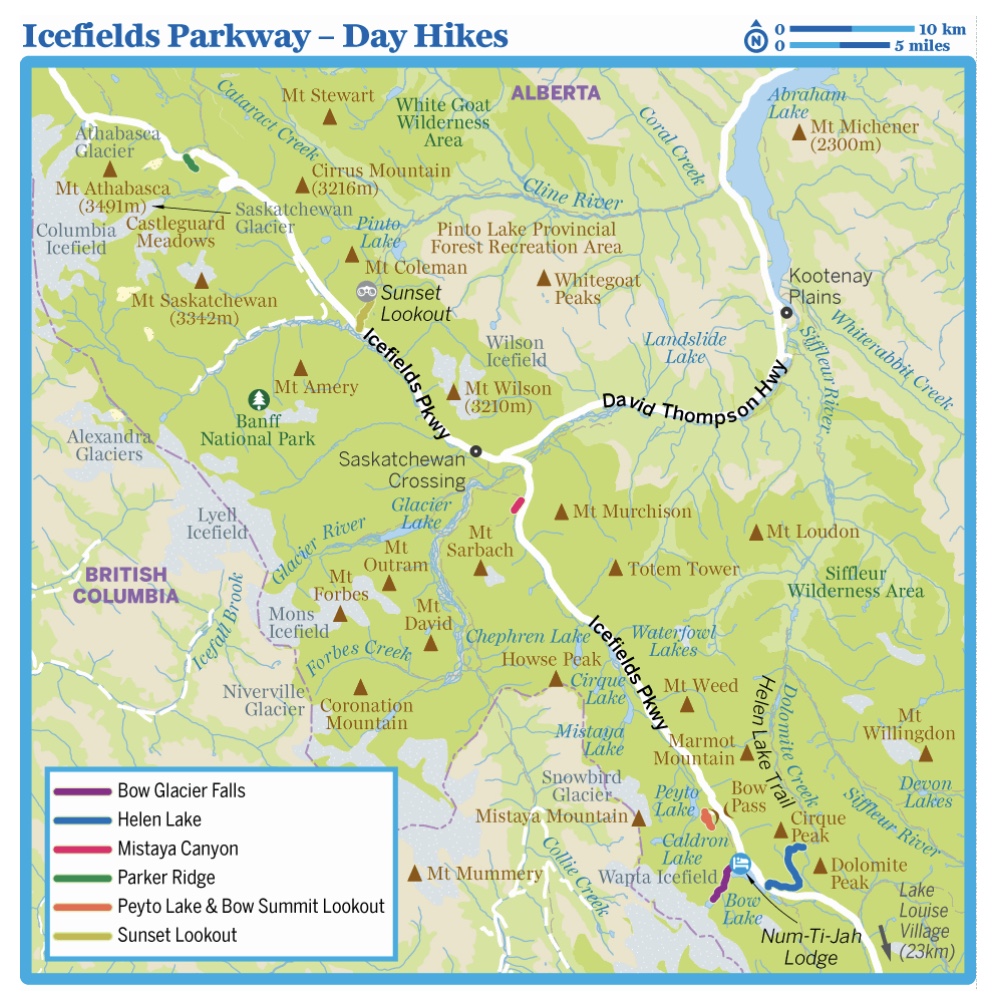 Icefields Parkway – Day Hikes
N
0 10 km
0 5 miles
ALBERTA
Mt Stewart
White Goat
Wilderness
Area
Cataract Creek
Coral Creek
Abraham
Lake
Mt Michener
(2300m)
Athabasca
Glacier
Mt Athabasca
(3491m)
Cirrus Mountain
(3216m)
Cline River
Saskatchewan
Glacier
Columbia
Icefield
Castleguard
Meadows
Pinto
Lake
Pinto Lake Provincial
Forest Recreation Area
Mt Coleman
Whitegoat
Peaks
Kootenay
Plains
Mt Saskatchewan
(3342m)
Sunset
Lookout
Icefields Pkwy
Wilson
Icefield
Landslide
Lake
Siffleur River
Whiterabbit Creek
Mt Amery
Mt Wilson
(3210m)
David Thompson Hwy
Banff
National Park
Alexandra
Glaciers
Saskatchewan
Crossing
Glacier
Lake
Lyell
Icefield
Glacier River
Mt Murchison
Mt
Sarbach
Mt Loudon
Mt
Outram
Totem Tower
BRITISH
COLUMBIA
Mt
Forbes
Siffleur
Wilderness Area
Icefall Brook
Mons
Icefield
Mt
David
Icefields Pkwy
Chephren Lake
Waterfowl
Lakes
Forbes Creek
Howse Peak
Cirque
Lake
Mt Weed
Helen Lake Trail
Dolomite Creek
Niverville
Glacier
Coronation
Mountain
Mistaya
Lake
Marmot
Mountain
Mt
Willingdon
Snowbird
Glacier
Peyto
Lake
Bow
Pass
Devon
Lakes
Siffleur River
Mistaya Mountain
Cirque
Peak
Caldron
Lake
Mt Mummery
Collie Creek
Wapta Icefield
Dolomite
Peak
Bow
Lake
Lake
Louise
Village
(23km)
Num-Ti-Jah
Lodge
Bow Glacier Falls
Helen Lake
Mistaya Canyon
Parker Ridge
Peyto Lake & Bow Summit Lookout
Sunset Lookout